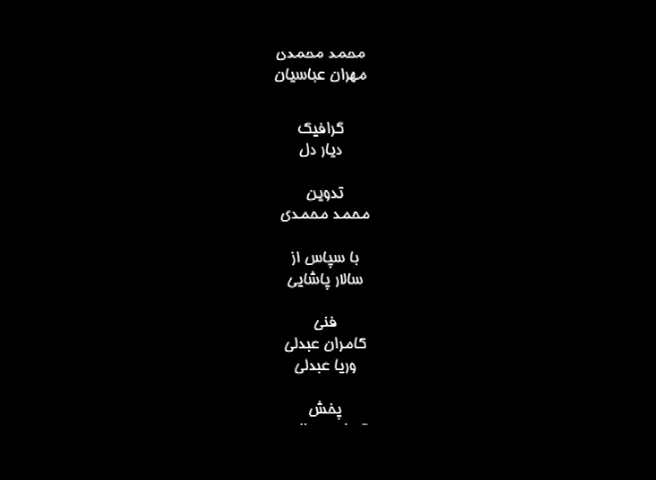 محمد محمدی
مهران عباسیان
گرافیک
دیار دل
تدوین
محمد محمدی
با سپاس از
سالار پاشایی
فنی
کامران عبدلی
وریا عبدلی
پخش